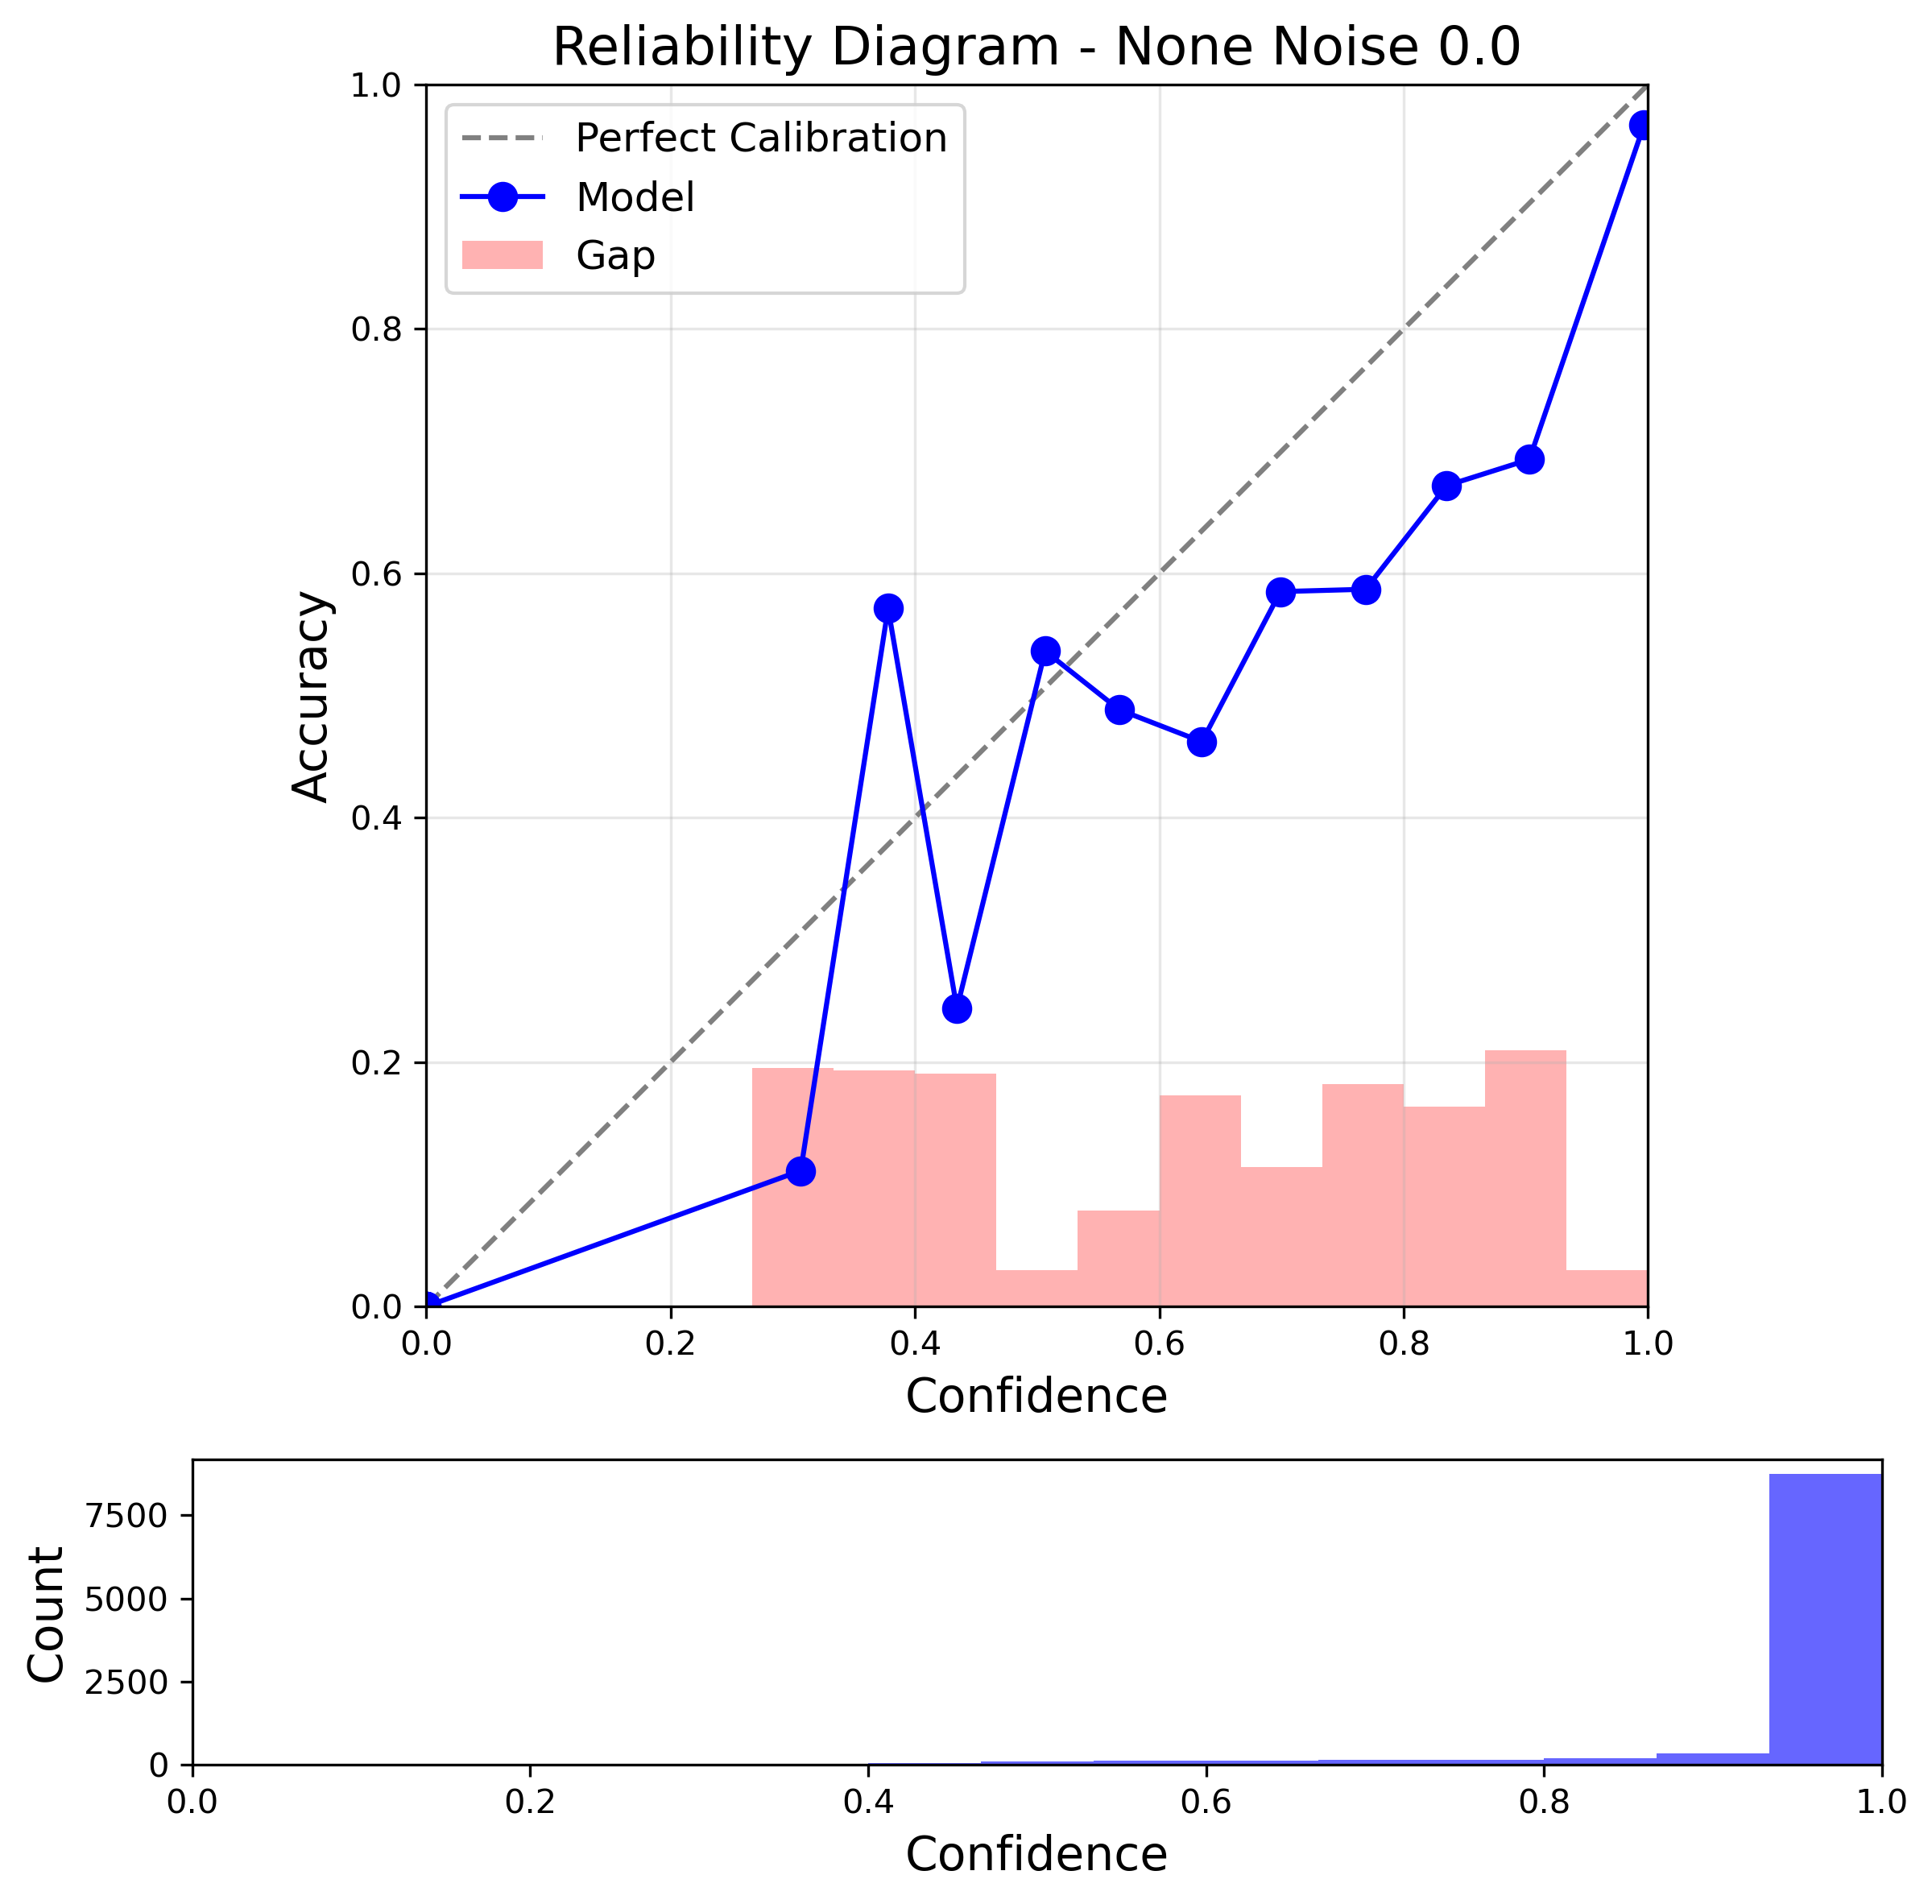 Reliability Diagram - None Noise 0.0
Perfect Calibration
Model
Gap
Accuracy
1.0
0.8
0.6
0.4
0.2
0.0
0.0 0.2 0.4 0.6 0.8 1.0
Confidence
Count
7500
5000
2500
0
0.0 0.2 0.4 0.6 0.8 1.0
Confidence